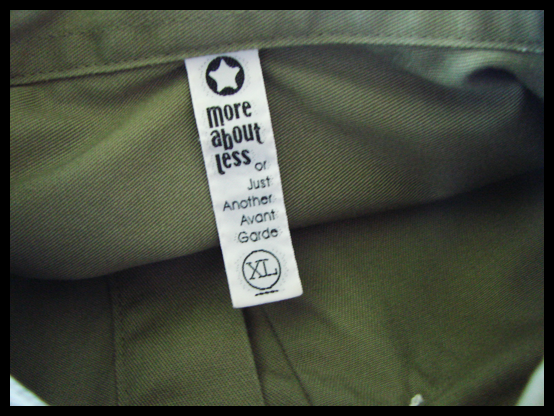 more
about
less or
Just
Another
Avant
Garde
XL